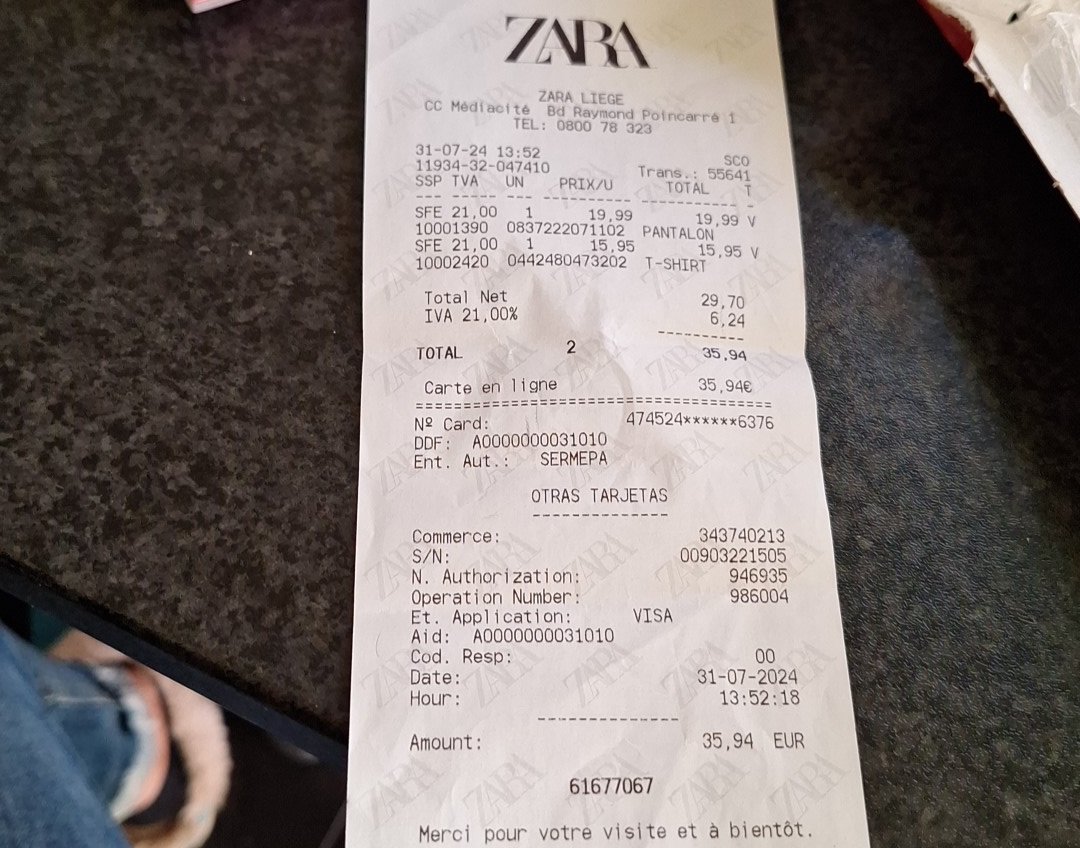 ZARA
ZARA LIEGE
CC Médiacité Bd Raymond Poincarré 1
TEL: 0800 78 323
31-07-24 13:52 SCO
11934-32-047410 Trans.: 55641
SSP TVA UN PRIX/U TOTAL T
--- ----- --- ---------- ----------- -
SFE 21,00 1 19,99 19,99 V
10001390 0837222071102 PANTALON
SFE 21,00 1 15,95 15,95 V
10002420 0442480473202 T-SHIRT
Total Net 29,70
IVA 21,00% 6,24
---------
TOTAL 2 35,94
Carte en ligne 35,94€
==========================================
Nº Card: 474524******6376
DDF: A0000000031010
Ent. Aut.: SERMEPA
OTRAS TARJETAS
--------------
Commerce: 343740213
S/N: 00903221505
N. Authorization: 946935
Operation Number: 986004
Et. Application: VISA
Aid: A0000000031010
Cod. Resp: 00
Date: 31-07-2024
Hour: 13:52:18
--------------
Amount: 35,94 EUR
61677067
Merci pour votre visite et à bientôt.